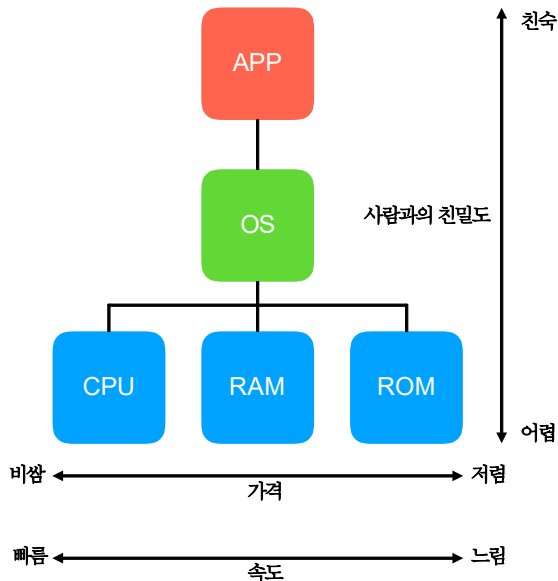 친숙
APP
사람과의 친밀도
OS
CPU RAM ROM
어렵
비쌈 저렴
가격
빠름 느림
속도